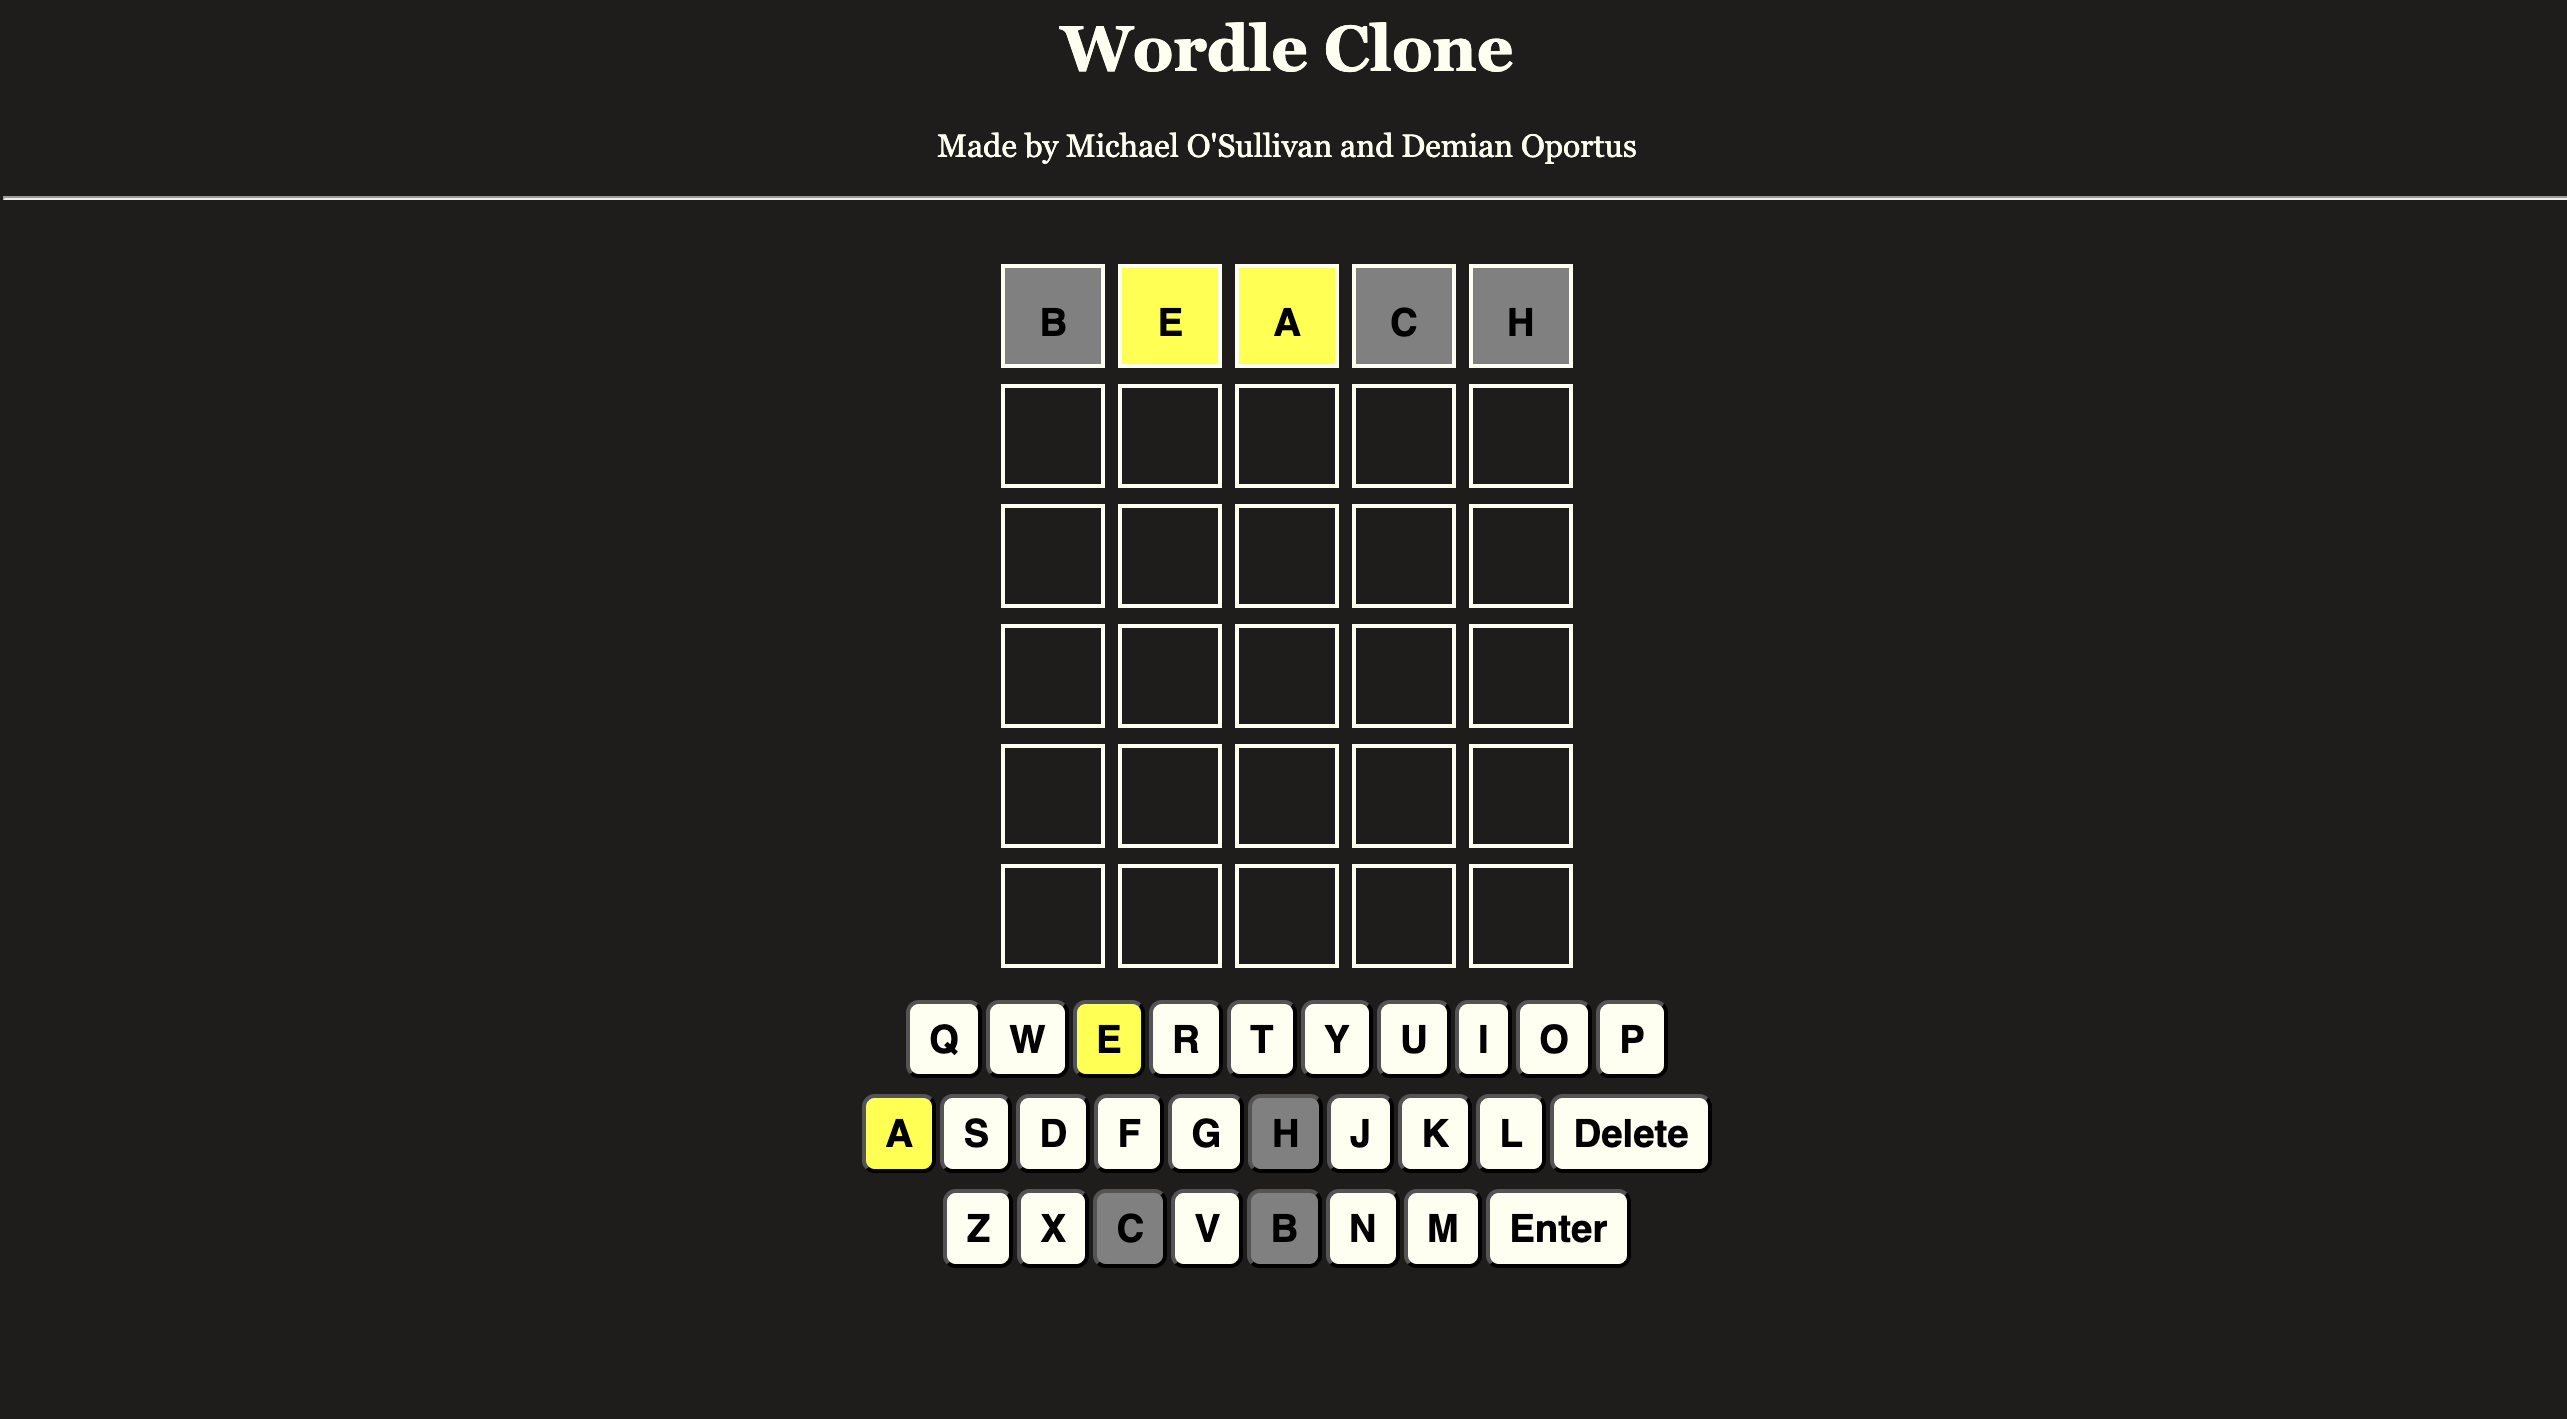 Wordle Clone
Made by Michael O'Sullivan and Demian Oportus
B E A C H
Q W E R T Y U I O P
A S D F G H J K L Delete
Z X C V B N M Enter